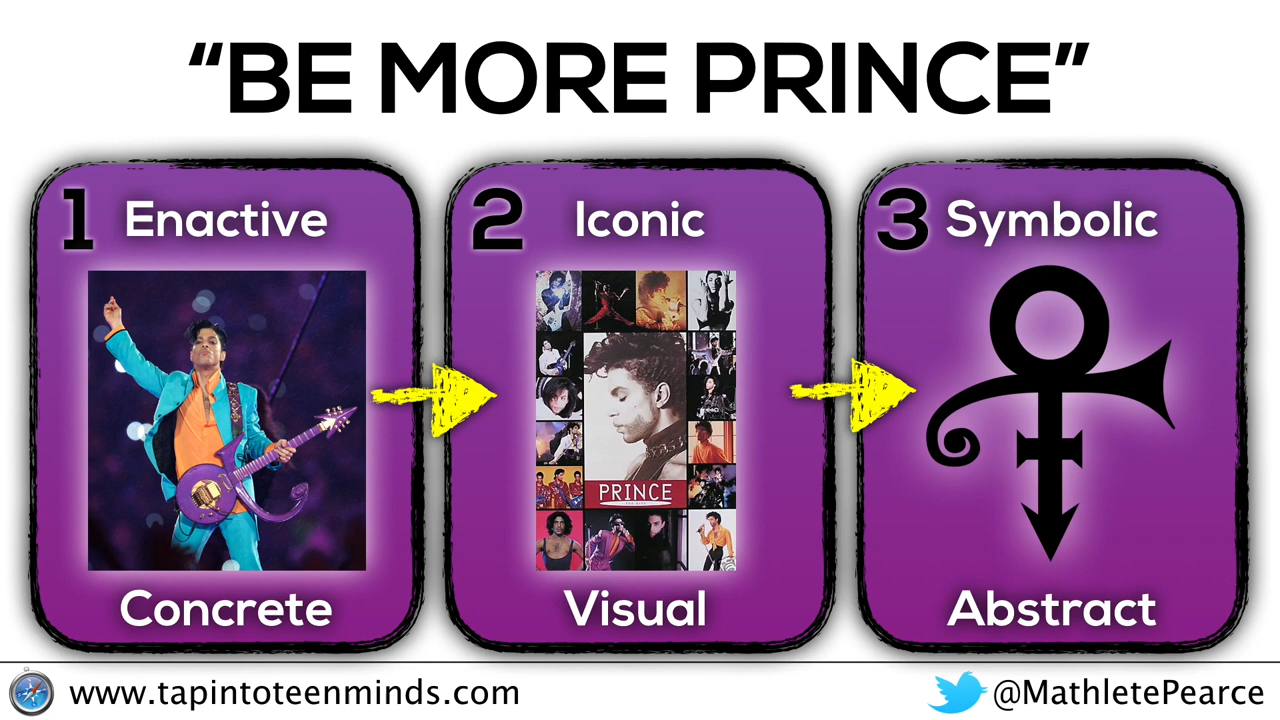 “BE MORE PRINCE”
1 Enactive
Concrete
2 Iconic
PRINCE
Visual
3 Symbolic
Abstract
www.tapintoteenminds.com
@MathletePearce